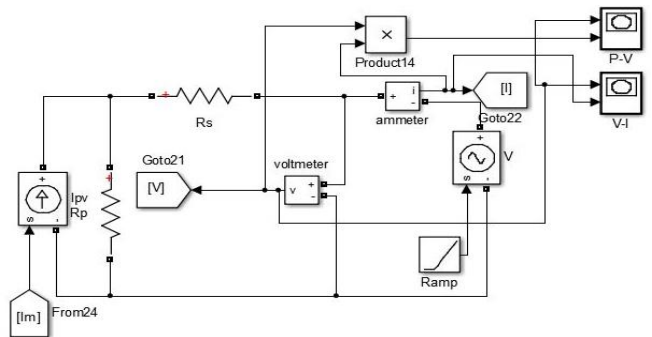 ×
Product14
P-V
+
Rs
+
i
-
ammeter
[I]
Goto22
V-I
Goto21
[V]
voltmeter
v
+
-
+
-
s
V
+
Ipv
Rp
s
-
+
Ramp
[Im]
From24